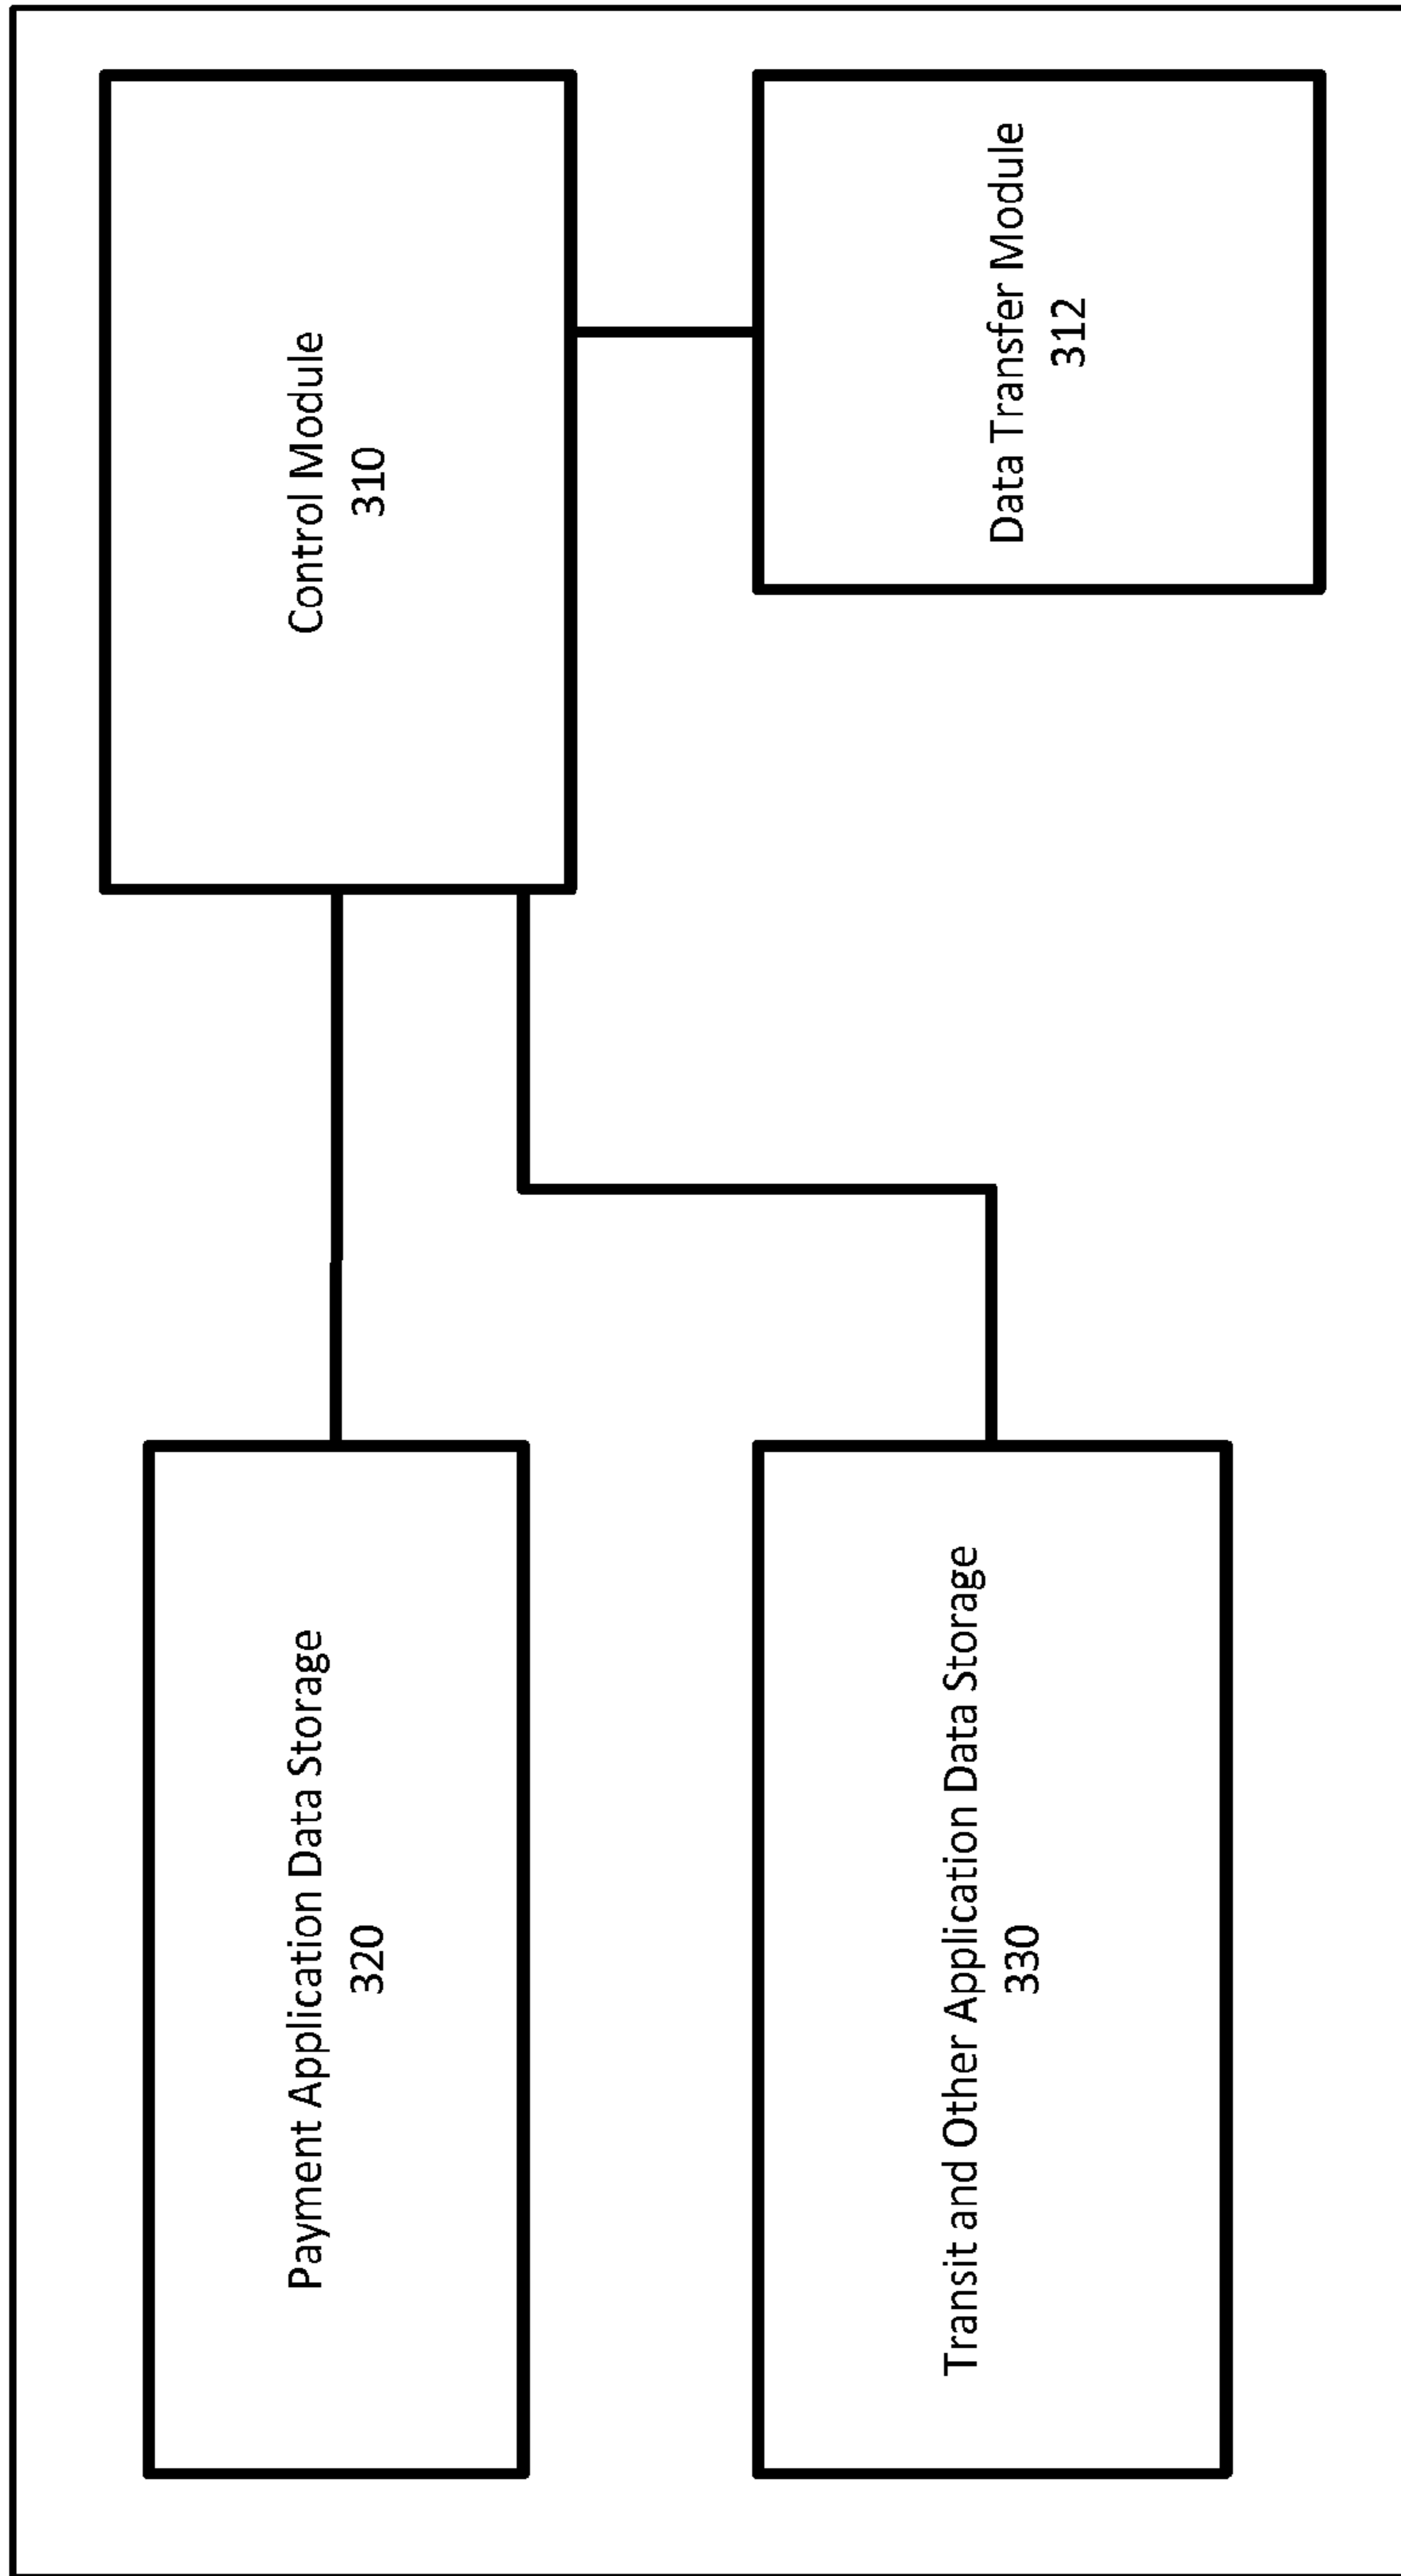 Payment Application Data Storage
320
Control Module
310
Transit and Other Application Data Storage
330
Data Transfer Module
312